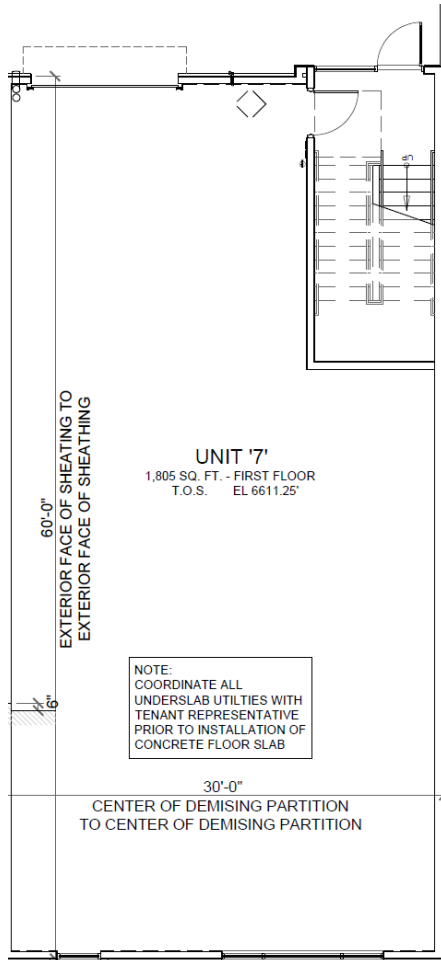 UNIT '7'
1,805 SQ. FT. - FIRST FLOOR
T.O.S. EL 6611.25'
60'-0"
EXTERIOR FACE OF SHEATING TO
EXTERIOR FACE OF SHEATHING
6"
NOTE:
COORDINATE ALL
UNDERSLAB UTILTIES WITH
TENANT REPRESENTATIVE
PRIOR TO INSTALLATION OF
CONCRETE FLOOR SLAB
30'-0"
CENTER OF DEMISING PARTITION
TO CENTER OF DEMISING PARTITION